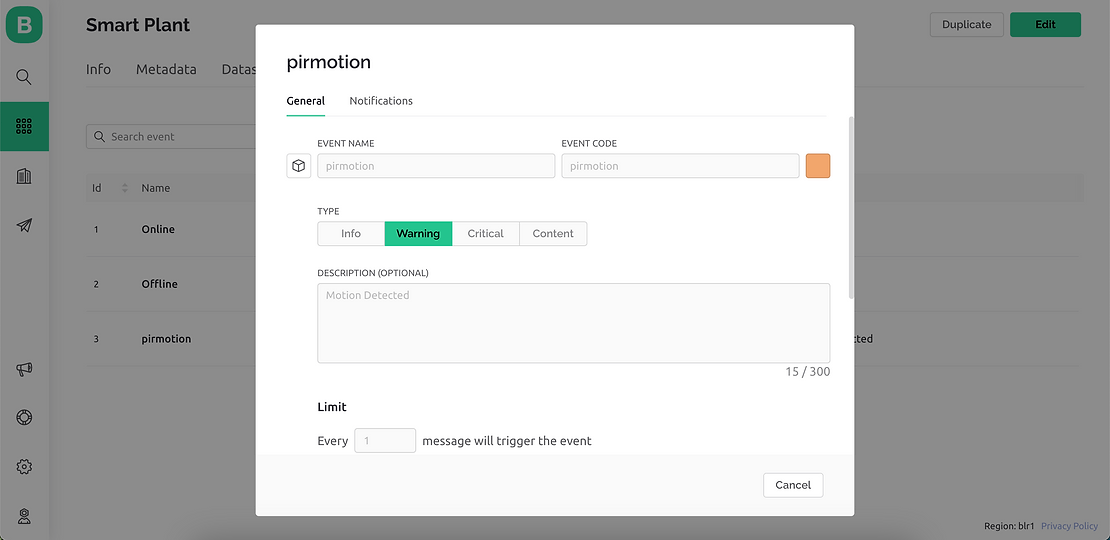 B
Smart Plant
Duplicate
Edit
Info Metadata Datas
Search event
Id Name
1 Online
2 Offline
3 pirmotion
cted
pirmotion
General Notifications
EVENT NAME EVENT CODE
pirmotion pirmotion
TYPE
Info Warning Critical Content
DESCRIPTION (OPTIONAL)
Motion Detected
15 / 300
Limit
Every 1 message will trigger the event
Cancel
Region: blr1 Privacy Policy